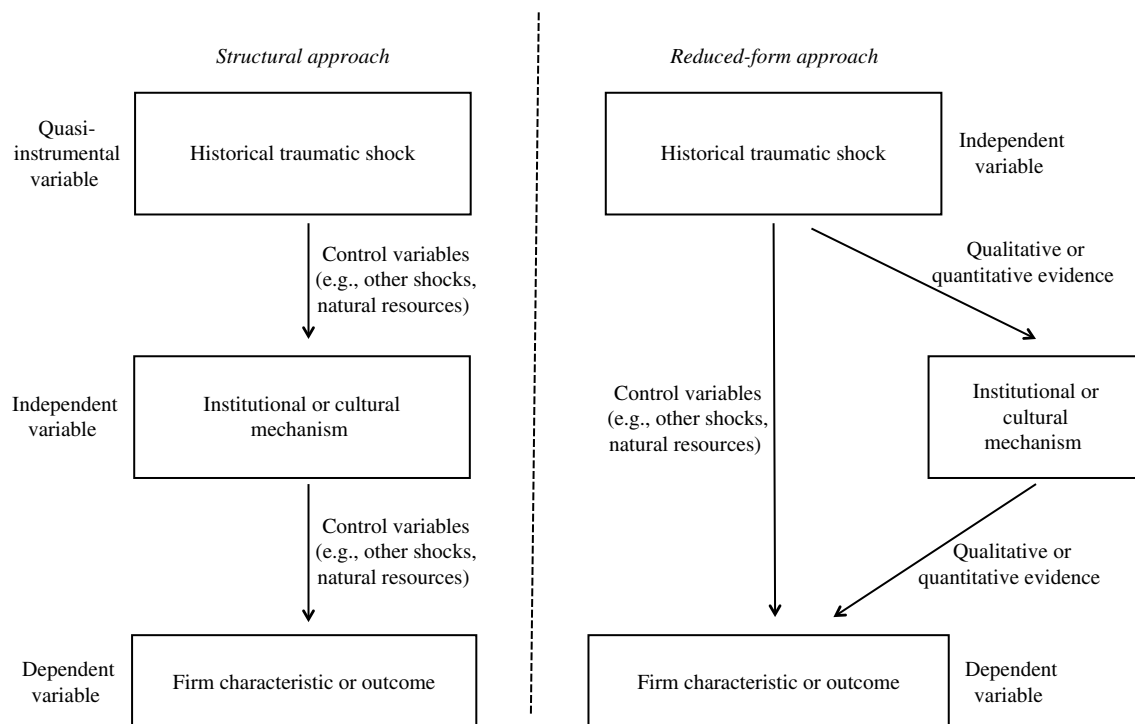 Structural approach
Quasi-
instrumental
variable
Historical traumatic shock
Control variables
(e.g., other shocks,
natural resources)
Independent
variable
Institutional or cultural
mechanism
Control variables
(e.g., other shocks,
natural resources)
Dependent
variable
Firm characteristic or outcome
Reduced-form approach
Historical traumatic shock
Independent
variable
Qualitative or
quantitative evidence
Control variables
(e.g., other shocks,
natural resources)
Institutional or
cultural
mechanism
Qualitative or
quantitative evidence
Firm characteristic or outcome
Dependent
variable